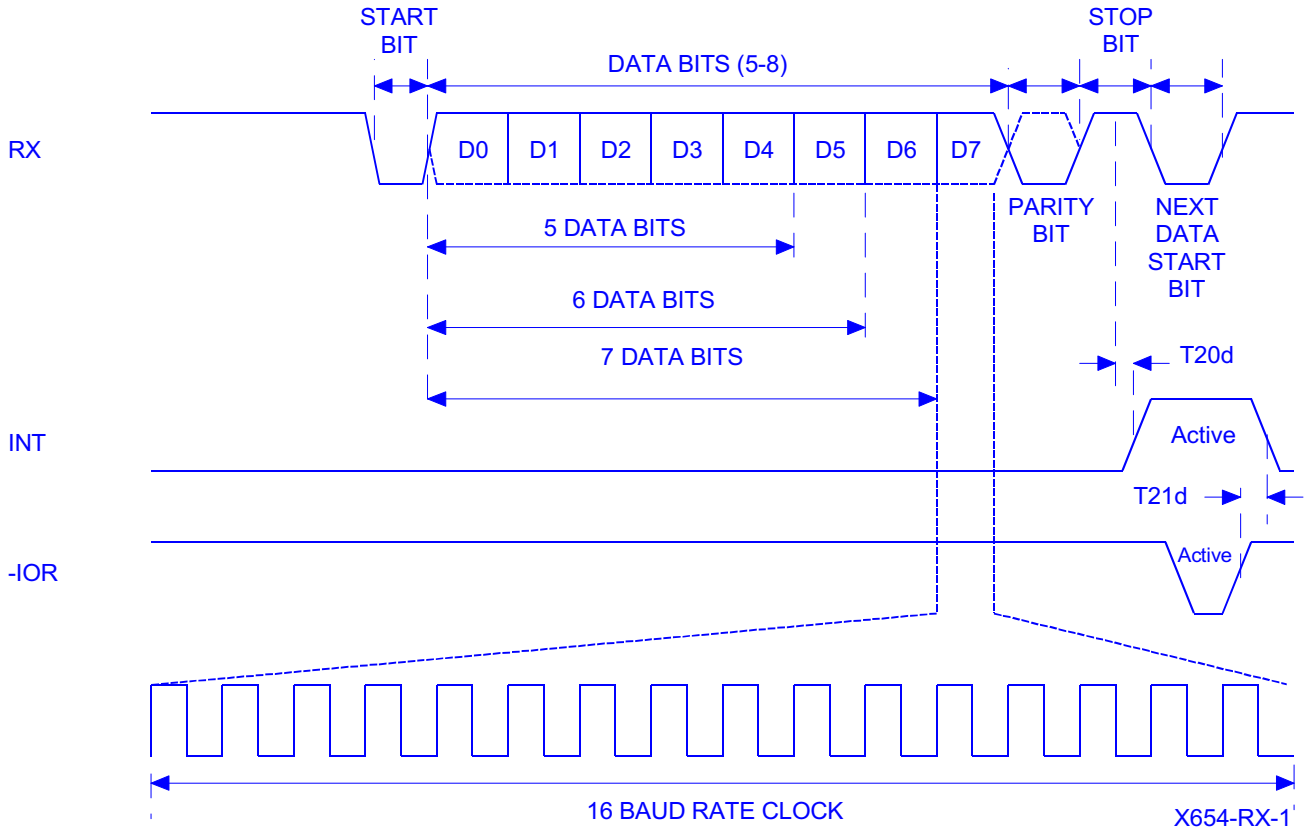 START
BIT
STOP
BIT
DATA BITS (5-8)
RX
D0 D1 D2 D3 D4 D5 D6 D7
PARITY
BIT
NEXT
DATA
START
BIT
5 DATA BITS
6 DATA BITS
7 DATA BITS
T20d
INT
Active
T21d
-IOR
Active
16 BAUD RATE CLOCK
X654-RX-1